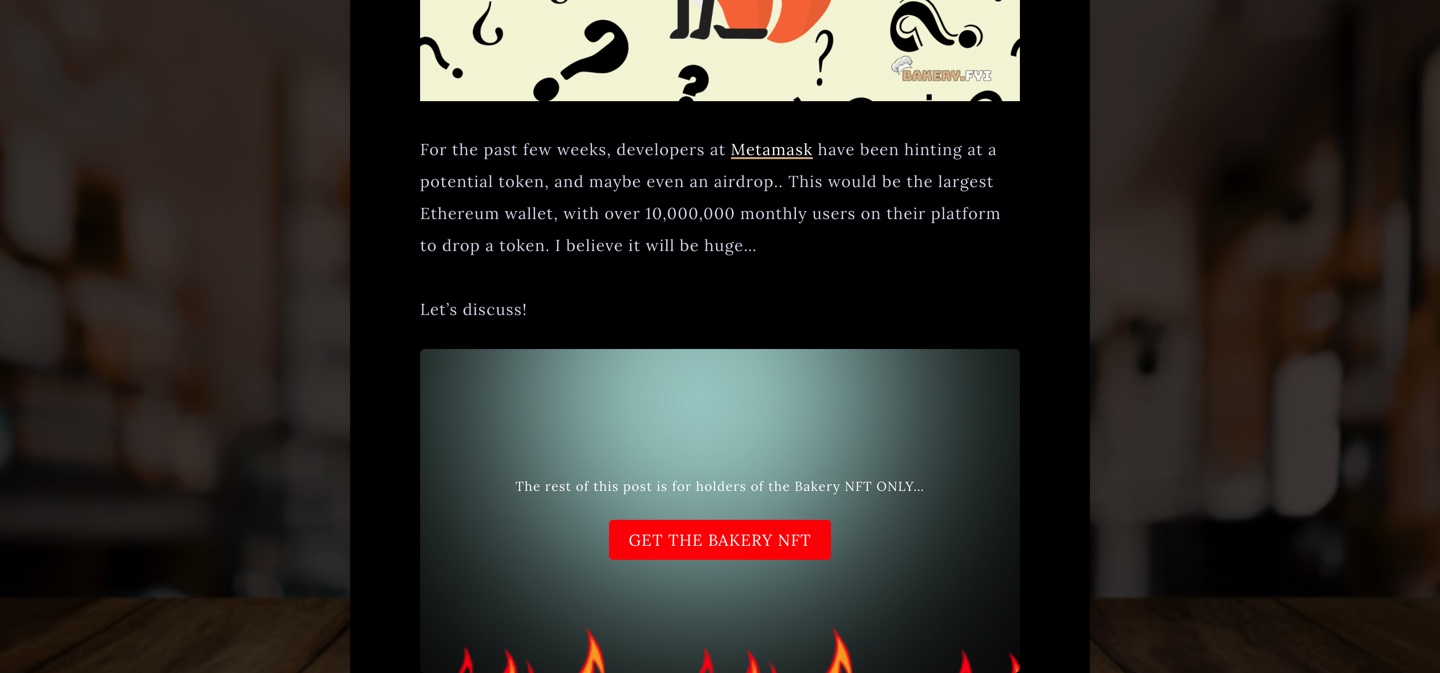 BAKERY.FYI
For the past few weeks, developers at Metamask have been hinting at a
potential token, and maybe even an airdrop.. This would be the largest
Ethereum wallet, with over 10,000,000 monthly users on their platform
to drop a token. I believe it will be huge…
Let’s discuss!
The rest of this post is for holders of the Bakery NFT ONLY…
GET THE BAKERY NFT